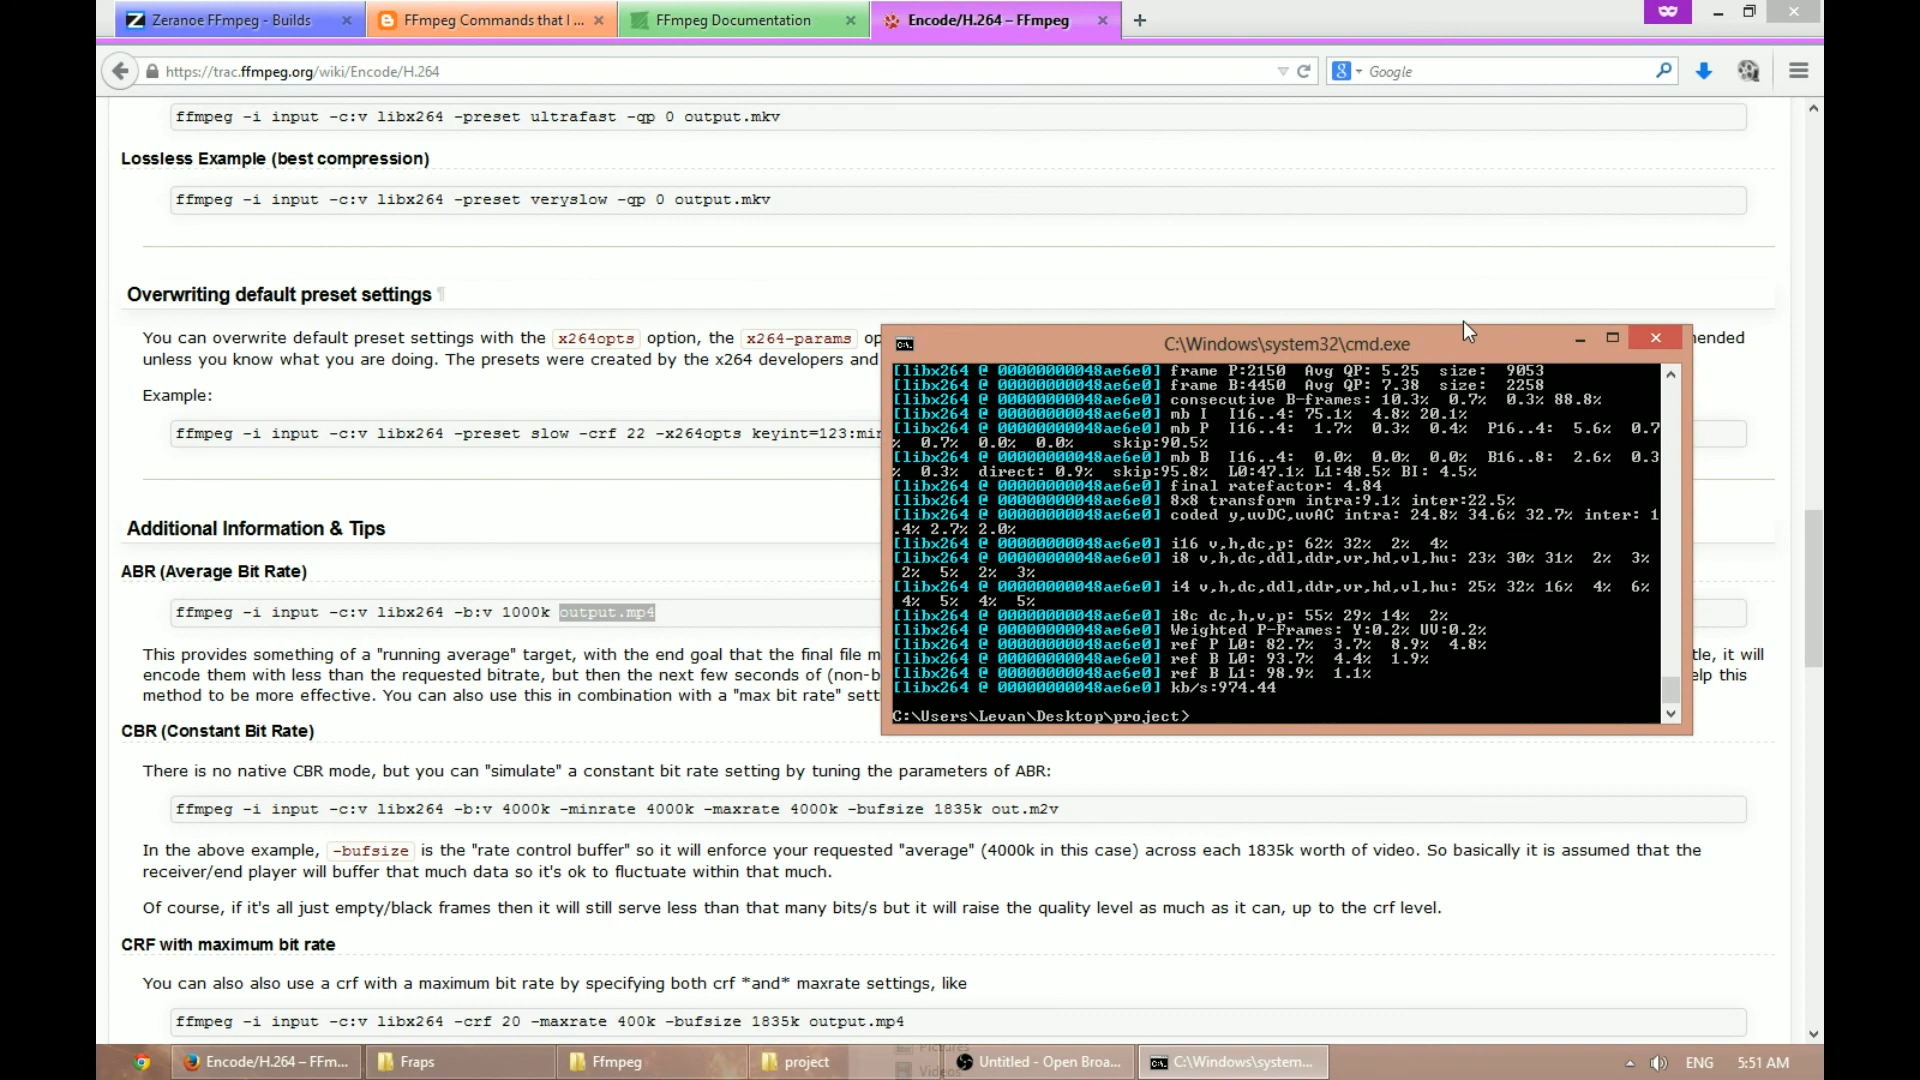 Zeranoe FFmpeg - Builds
FFmpeg Commands that I ...
FFmpeg Documentation
Encode/H.264 – FFmpeg
https://trac.ffmpeg.org/wiki/Encode/H.264
Google
ffmpeg -i input -c:v libx264 -preset ultrafast -qp 0 output.mkv
Lossless Example (best compression)
ffmpeg -i input -c:v libx264 -preset veryslow -qp 0 output.mkv
Overwriting default preset settings ¶
You can overwrite default preset settings with the x264opts option, the x264-params op
ended
unless you know what you are doing. The presets were created by the x264 developers and
Example:
ffmpeg -i input -c:v libx264 -preset slow -crf 22 -x264opts keyint=123:min
Additional Information & Tips
ABR (Average Bit Rate)
ffmpeg -i input -c:v libx264 -b:v 1000k output.mp4
This provides something of a "running average" target, with the end goal that the final file m
tle, it will
encode them with less than the requested bitrate, but then the next few seconds of (non-b
elp this
method to be more effective. You can also use this in combination with a "max bit rate" sett
CBR (Constant Bit Rate)
There is no native CBR mode, but you can "simulate" a constant bit rate setting by tuning the parameters of ABR:
ffmpeg -i input -c:v libx264 -b:v 4000k -minrate 4000k -maxrate 4000k -bufsize 1835k out.m2v
In the above example, -bufsize is the "rate control buffer" so it will enforce your requested "average" (4000k in this case) across each 1835k worth of video. So basically it is assumed that the
receiver/end player will buffer that much data so it's ok to fluctuate within that much.
Of course, if it's all just empty/black frames then it will still serve less than that many bits/s but it will raise the quality level as much as it can, up to the crf level.
CRF with maximum bit rate
You can also also use a crf with a maximum bit rate by specifying both crf *and* maxrate settings, like
ffmpeg -i input -c:v libx264 -crf 20 -maxrate 400k -bufsize 1835k output.mp4
C:\Windows\system32\cmd.exe
[libx264 @ 00000000048ae6e0] frame P:2150 Avg QP: 5.25 size: 9053
[libx264 @ 00000000048ae6e0] frame B:4450 Avg QP: 7.38 size: 2258
[libx264 @ 00000000048ae6e0] consecutive B-frames: 10.3% 0.7% 0.3% 88.8%
[libx264 @ 00000000048ae6e0] mb I I16..4: 75.1% 4.8% 20.1%
[libx264 @ 00000000048ae6e0] mb P I16..4: 1.7% 0.3% 0.4% P16..4: 5.6% 0.7
% 0.7% 0.0% 0.0% skip:90.5%
[libx264 @ 00000000048ae6e0] mb B I16..4: 0.0% 0.0% 0.0% B16..8: 2.6% 0.3
% 0.3% direct: 0.9% skip:95.8% L0:47.1% L1:48.5% BI: 4.5%
[libx264 @ 00000000048ae6e0] final ratefactor: 4.84
[libx264 @ 00000000048ae6e0] 8x8 transform intra:9.1% inter:22.5%
[libx264 @ 00000000048ae6e0] coded y,uvDC,uvAC intra: 24.8% 34.6% 32.7% inter: 1
.4% 2.7% 2.0%
[libx264 @ 00000000048ae6e0] i16 v,h,dc,p: 62% 32% 2% 4%
[libx264 @ 00000000048ae6e0] i8 v,h,dc,ddl,ddr,vr,hd,vl,hu: 23% 30% 31% 2% 3%
2% 5% 2% 3%
[libx264 @ 00000000048ae6e0] i4 v,h,dc,ddl,ddr,vr,hd,vl,hu: 25% 32% 16% 4% 6%
4% 5% 4% 5%
[libx264 @ 00000000048ae6e0] i8c dc,h,v,p: 55% 29% 14% 2%
[libx264 @ 00000000048ae6e0] Weighted P-Frames: Y:0.2% UV:0.2%
[libx264 @ 00000000048ae6e0] ref P L0: 82.7% 3.7% 8.9% 4.8%
[libx264 @ 00000000048ae6e0] ref B L0: 93.7% 4.4% 1.9%
[libx264 @ 00000000048ae6e0] ref B L1: 98.9% 1.1%
[libx264 @ 00000000048ae6e0] kb/s:974.44
C:\Users\Levan\Desktop\project>
Encode/H.264 – FFm...
Fraps
Ffmpeg
project
Pictures
Videos
Untitled - Open Broa...
C:\Windows\system...
ENG
5:51 AM